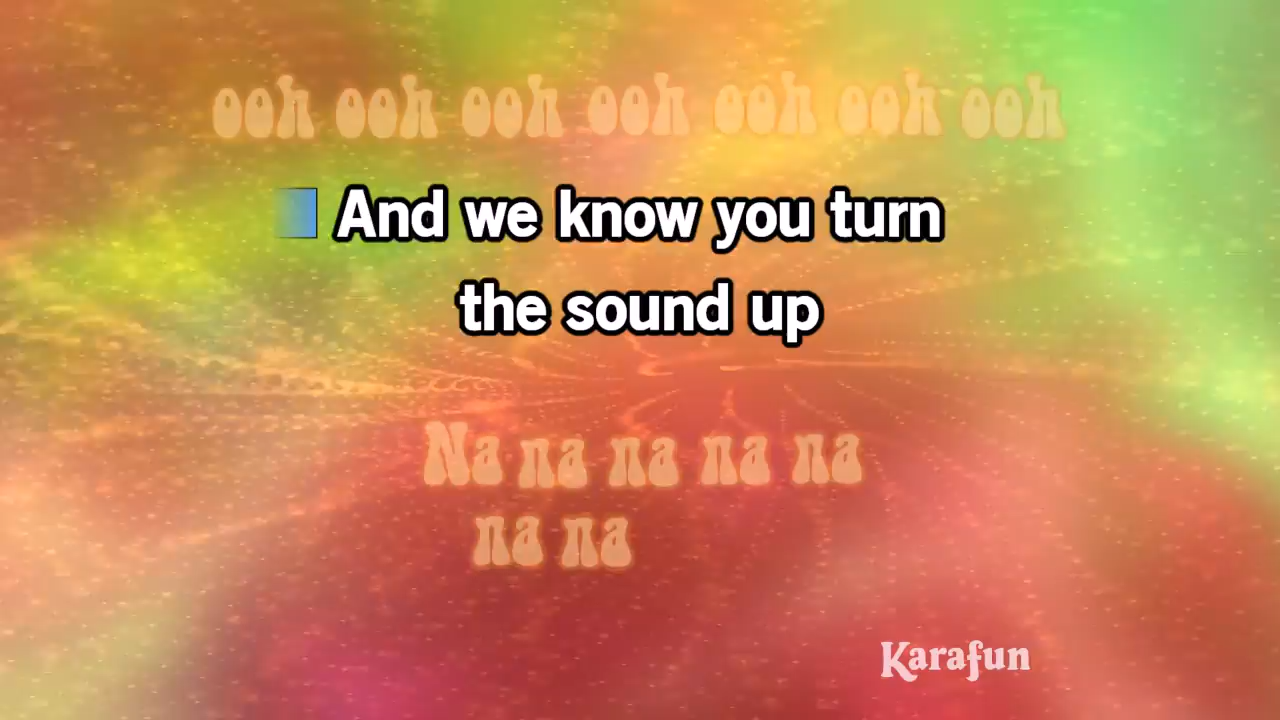 ooh ooh ooh ooh ooh ooh ooh
And we know you turn
the sound up
Na na na na na
na na
Karafun